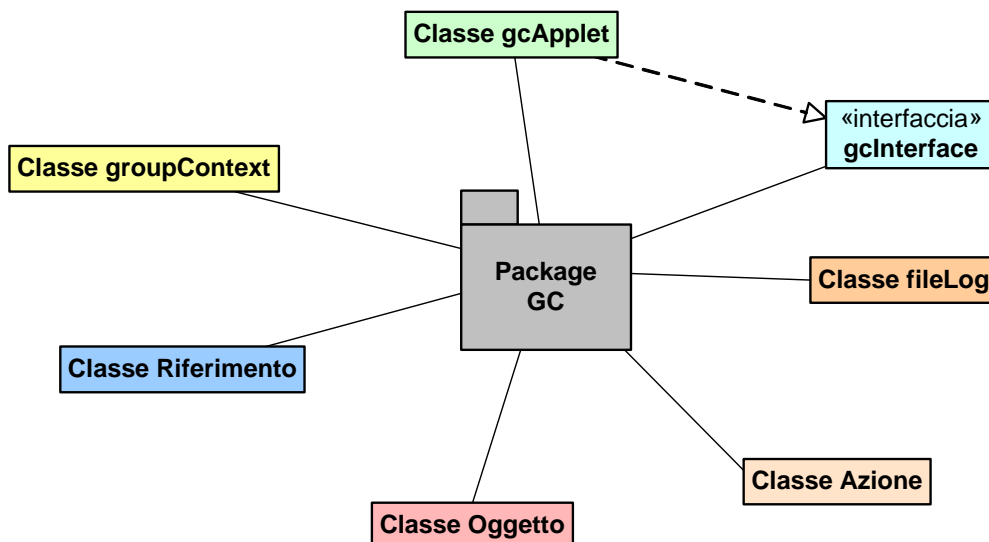 Classe gcApplet
«interfaccia»
gcInterface
Classe groupContext
Package
GC
Classe fileLog
Classe Riferimento
Classe Azione
Classe Oggetto